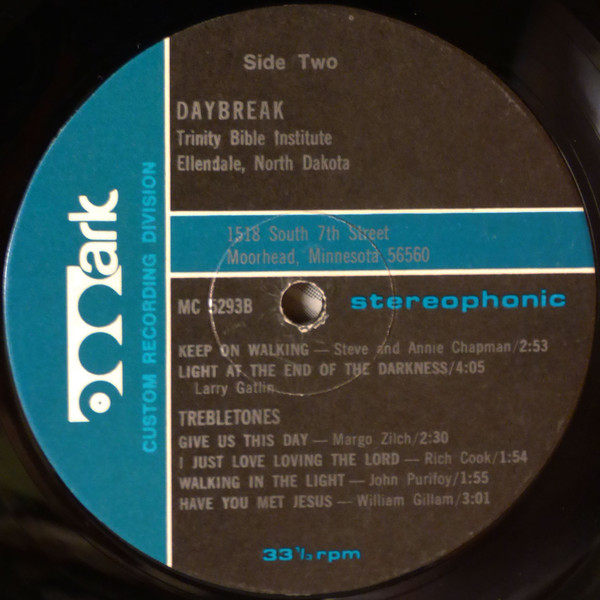 Side Two
DAYBREAK
Trinity Bible Institute
Ellendale, North Dakota
1518 South 7th Street
Moorhead, Minnesota 56560
MC 5293B
stereophonic
KEEP ON WALKING — Steve and Annie Chapman/2:53
LIGHT AT THE END OF THE DARKNESS/4:05
Larry Gatlin
TREBLETONES
GIVE US THIS DAY — Margo Zilch/2:30
I JUST LOVE LOVING THE LORD — Rich Cook/1:54
WALKING IN THE LIGHT — John Purifoy/1:55
HAVE YOU MET JESUS — William Gillam/3:01
33⅓ rpm
mark
CUSTOM RECORDING DIVISION